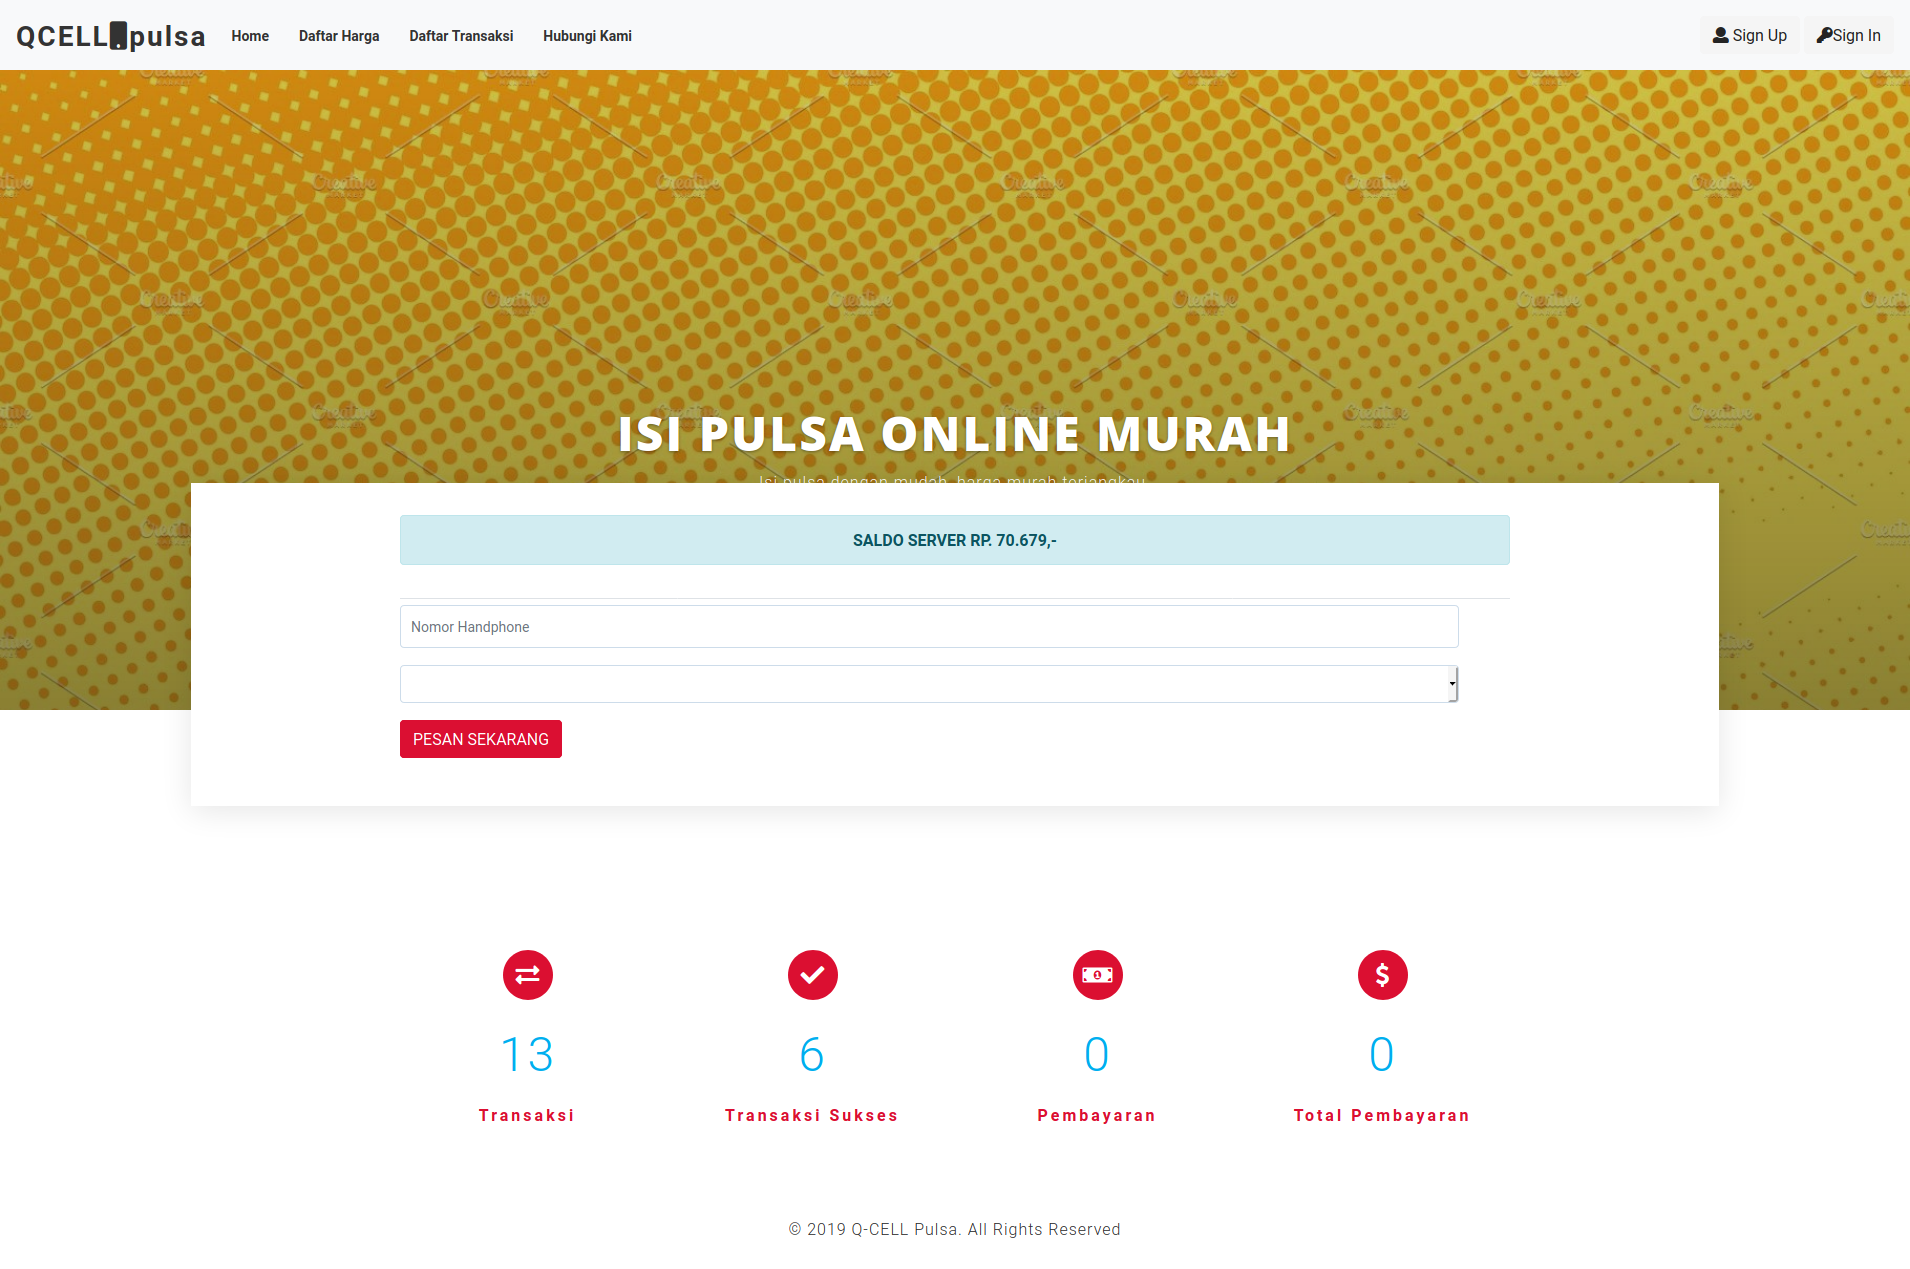 QCELL pulsa
Home
Daftar Harga
Daftar Transaksi
Hubungi Kami
Sign Up
Sign In
ISI PULSA ONLINE MURAH
Isi pulsa dengan mudah, harga murah terjangkau
SALDO SERVER RP. 70.679,-
Nomor Handphone
PESAN SEKARANG
13
6
0
0
Transaksi
Transaksi Sukses
Pembayaran
Total Pembayaran
© 2019 Q-CELL Pulsa. All Rights Reserved